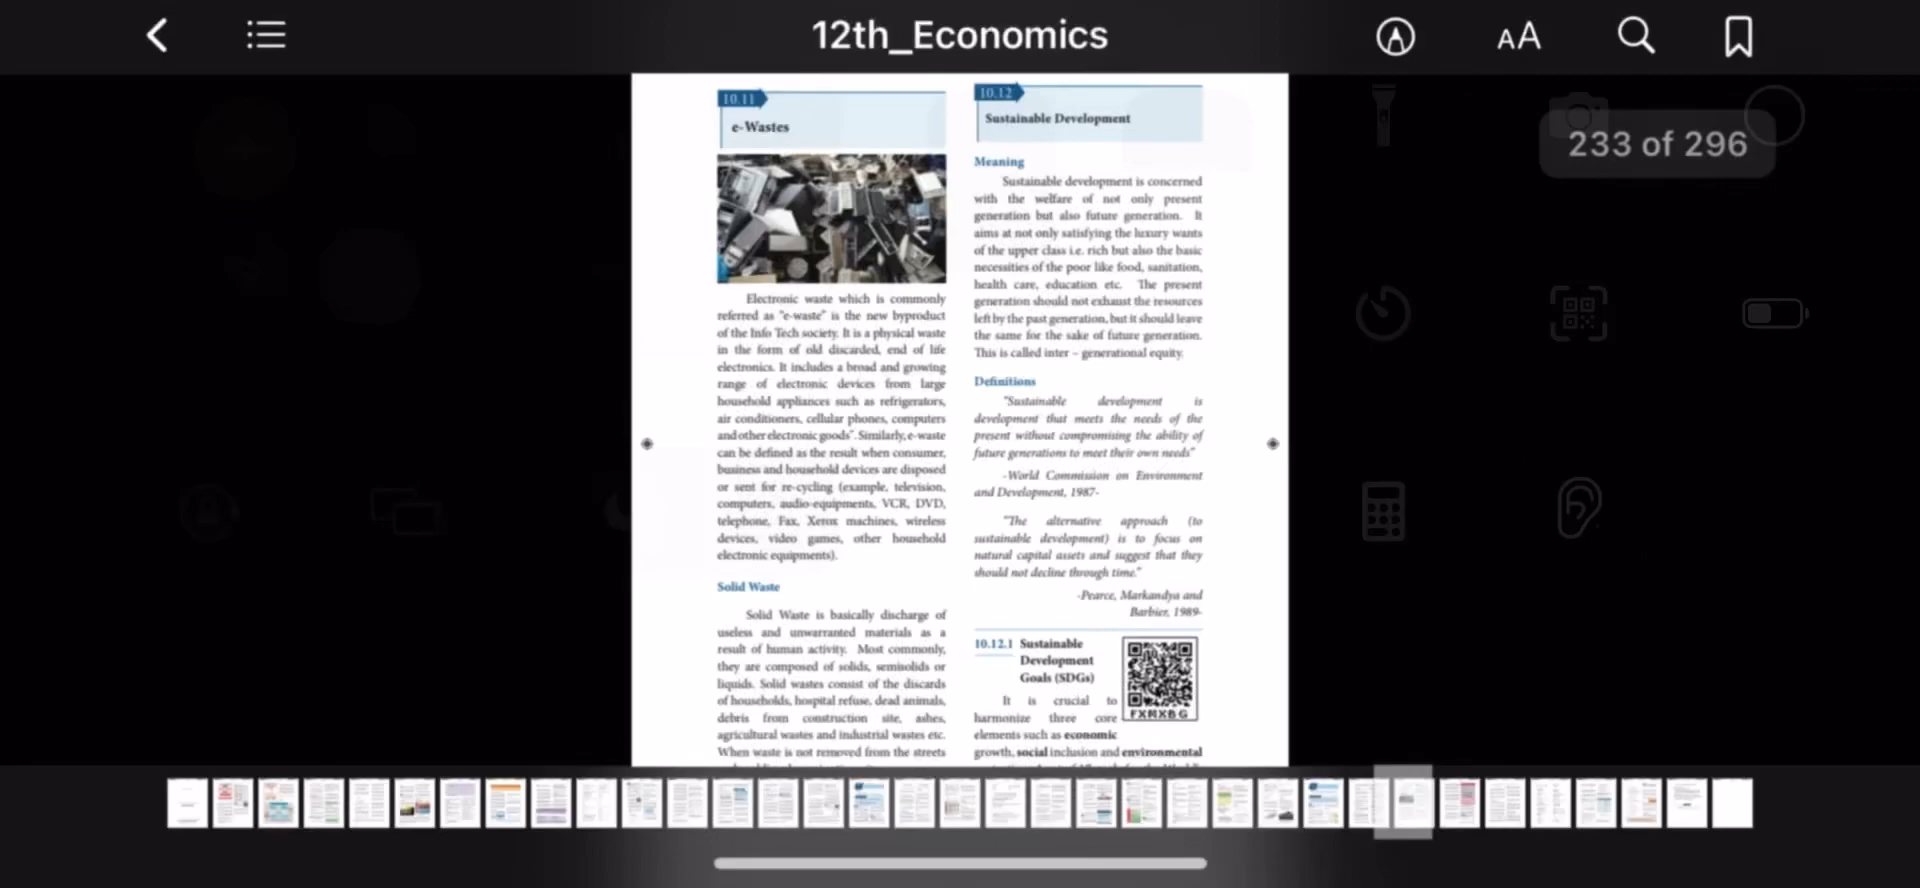 12th_Economics
AA
233 of 296
10.11
e-Wastes
Electronic waste which is commonly
referred as "e-waste" is the new byproduct
of the Info Tech society. It is a physical waste
in the form of old discarded, end of life
electronics. It includes a broad and growing
range of electronic devices from large
household appliances such as refrigerators,
air conditioners, cellular phones, computers
and other electronic goods". Similarly, e-waste
can be defined as the result when consumer,
business and household devices are disposed
or sent for re-cycling (example, television,
computers, audio-equipments, VCR, DVD,
telephone, Fax, Xerox machines, wireless
devices, video games, other household
electronic equipments).
Solid Waste
Solid Waste is basically discharge of
useless and unwarranted materials as a
result of human activity. Most commonly,
they are composed of solids, semisolids or
liquids. Solid wastes consist of the discards
of households, hospital refuse, dead animals,
debris from construction site, ashes,
agricultural wastes and industrial wastes etc.
When waste is not removed from the streets
10.12
Sustainable Development
Meaning
Sustainable development is concerned
with the welfare of not only present
generation but also future generation. It
aims at not only satisfying the luxury wants
of the upper class i.e. rich but also the basic
necessities of the poor like food, sanitation,
health care, education etc. The present
generation should not exhaust the resources
left by the past generation, but it should leave
the same for the sake of future generation.
This is called inter – generational equity.
Definitions
"Sustainable development is
development that meets the needs of the
present without compromising the ability of
future generations to meet their own needs"
-World Commission on Environment
and Development, 1987-
"The alternative approach (to
sustainable development) is to focus on
natural capital assets and suggest that they
should not decline through time."
-Pearce, Markandya and
Barbier, 1989-
10.12.1 Sustainable
Development
Goals (SDGs)
FXMXBG
It is crucial to
harmonize three core
elements such as economic
growth, social inclusion and environmental